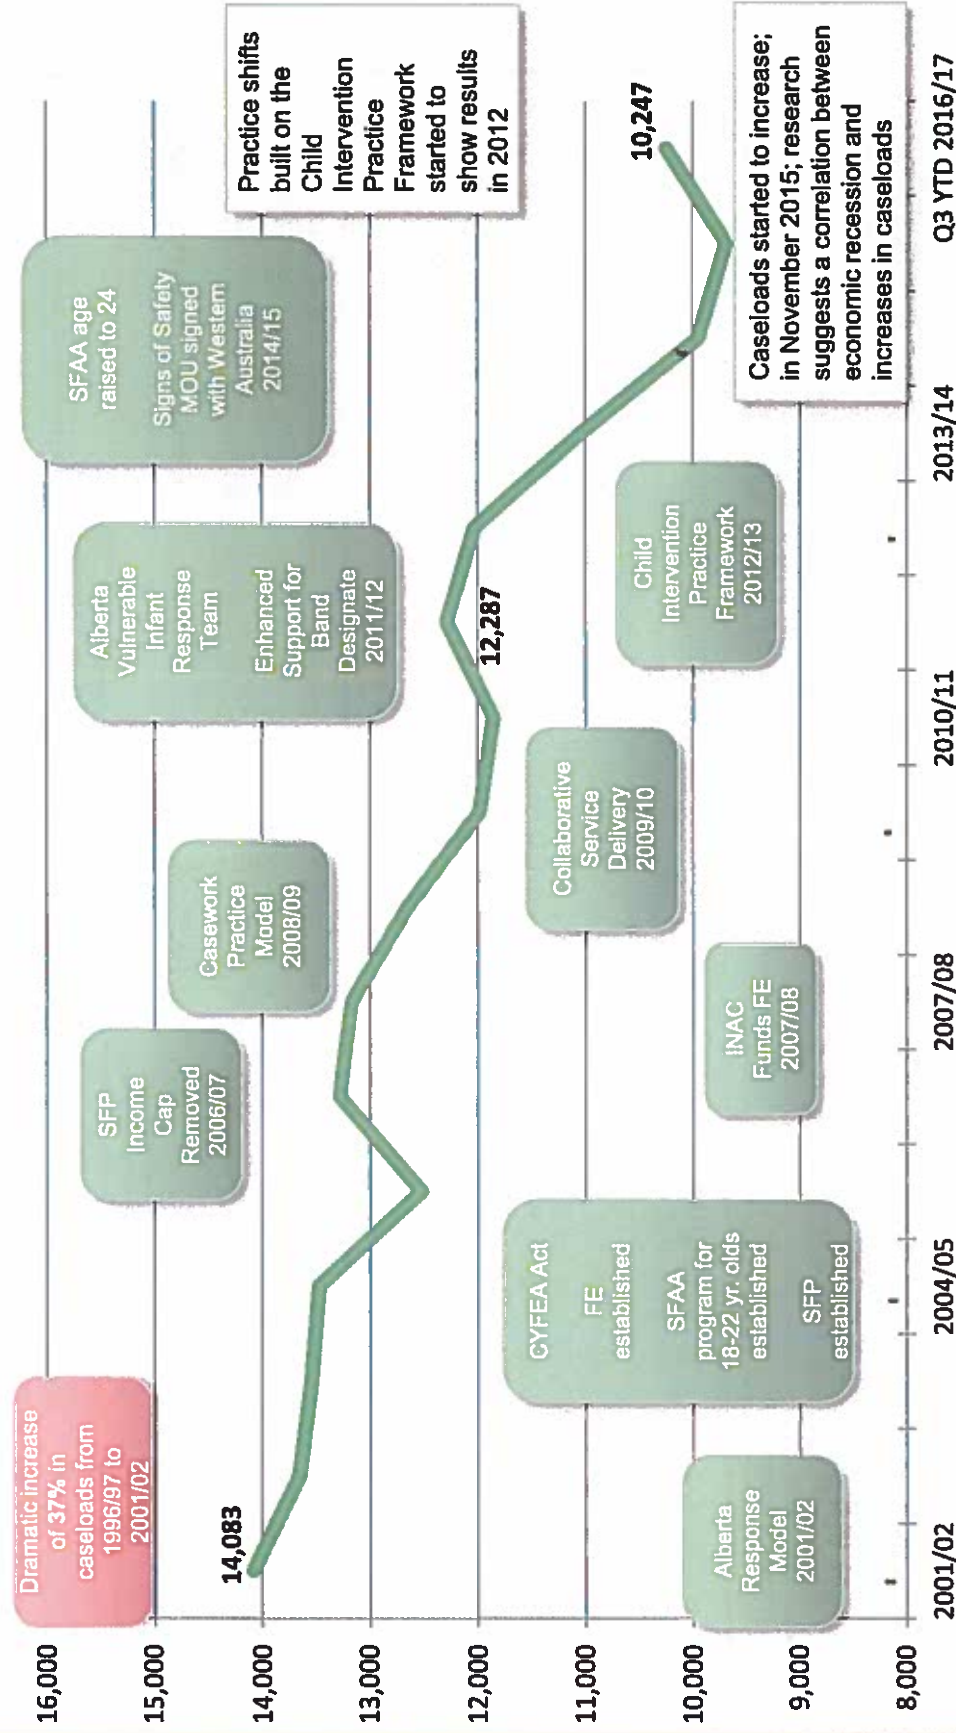 16,000
15,000
14,000
13,000
12,000
11,000
10,000
9,000
8,000
Dramatic increase
of 37% in
caseloads from
1996/97 to
2001/02
14,083
Alberta
Response
Model
2001/02
CYFEA Act
FE
established
SFAA
program for
18-22 yr. olds
established
SFP
established
SFP
Income
Cap
Removed
2006/07
INAC
Funds FE
2007/08
Casework
Practice
Model
2008/09
Collaborative
Service
Delivery
2009/10
Alberta
Vulnerable
Infant
Response
Team
Enhanced
Support for
Band
Designate
2011/12
12,287
Child
Intervention
Practice
Framework
2012/13
SFAA age
raised to 24
Signs of Safety
MOU signed
with Western
Australia
2014/15
Practice shifts
built on the
Child
Intervention
Practice
Framework
started to
show results
in 2012
10,247
Caseloads started to increase;
in November 2015; research
suggests a correlation between
economic recession and
increases in caseloads
2001/02
2004/05
2007/08
2010/11
2013/14
Q3 YTD 2016/17